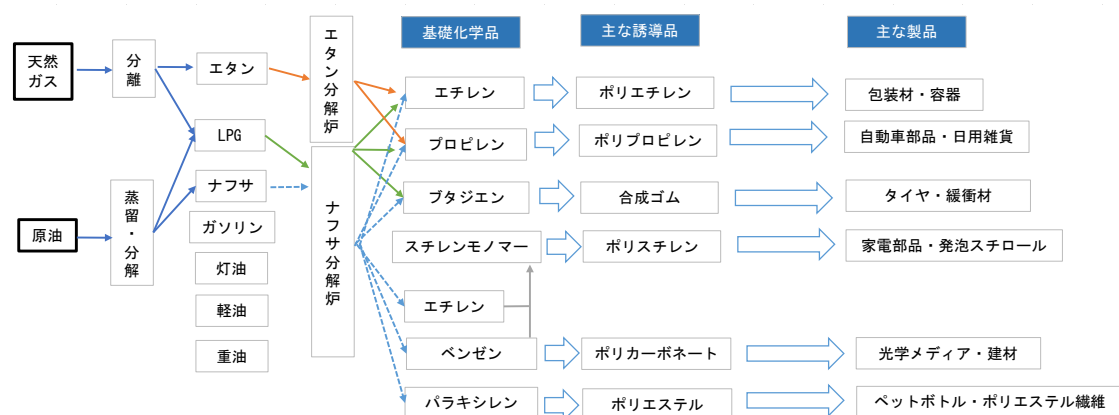 基礎化学品
主な誘導品
主な製品
天然
ガス
分離
エタン
エタン分解炉
エチレン
ポリエチレン
包装材・容器
LPG
プロピレン
ポリプロピレン
自動車部品・日用雑貨
ナフサ
ナフサ分解炉
ブタジエン
合成ゴム
タイヤ・緩衝材
原油
蒸留・分解
ガソリン
スチレンモノマー
ポリスチレン
家電部品・発泡スチロール
灯油
軽油
エチレン
重油
ベンゼン
ポリカーボネート
光学メディア・建材
パラキシレン
ポリエステル
ペットボトル・ポリエステル繊維